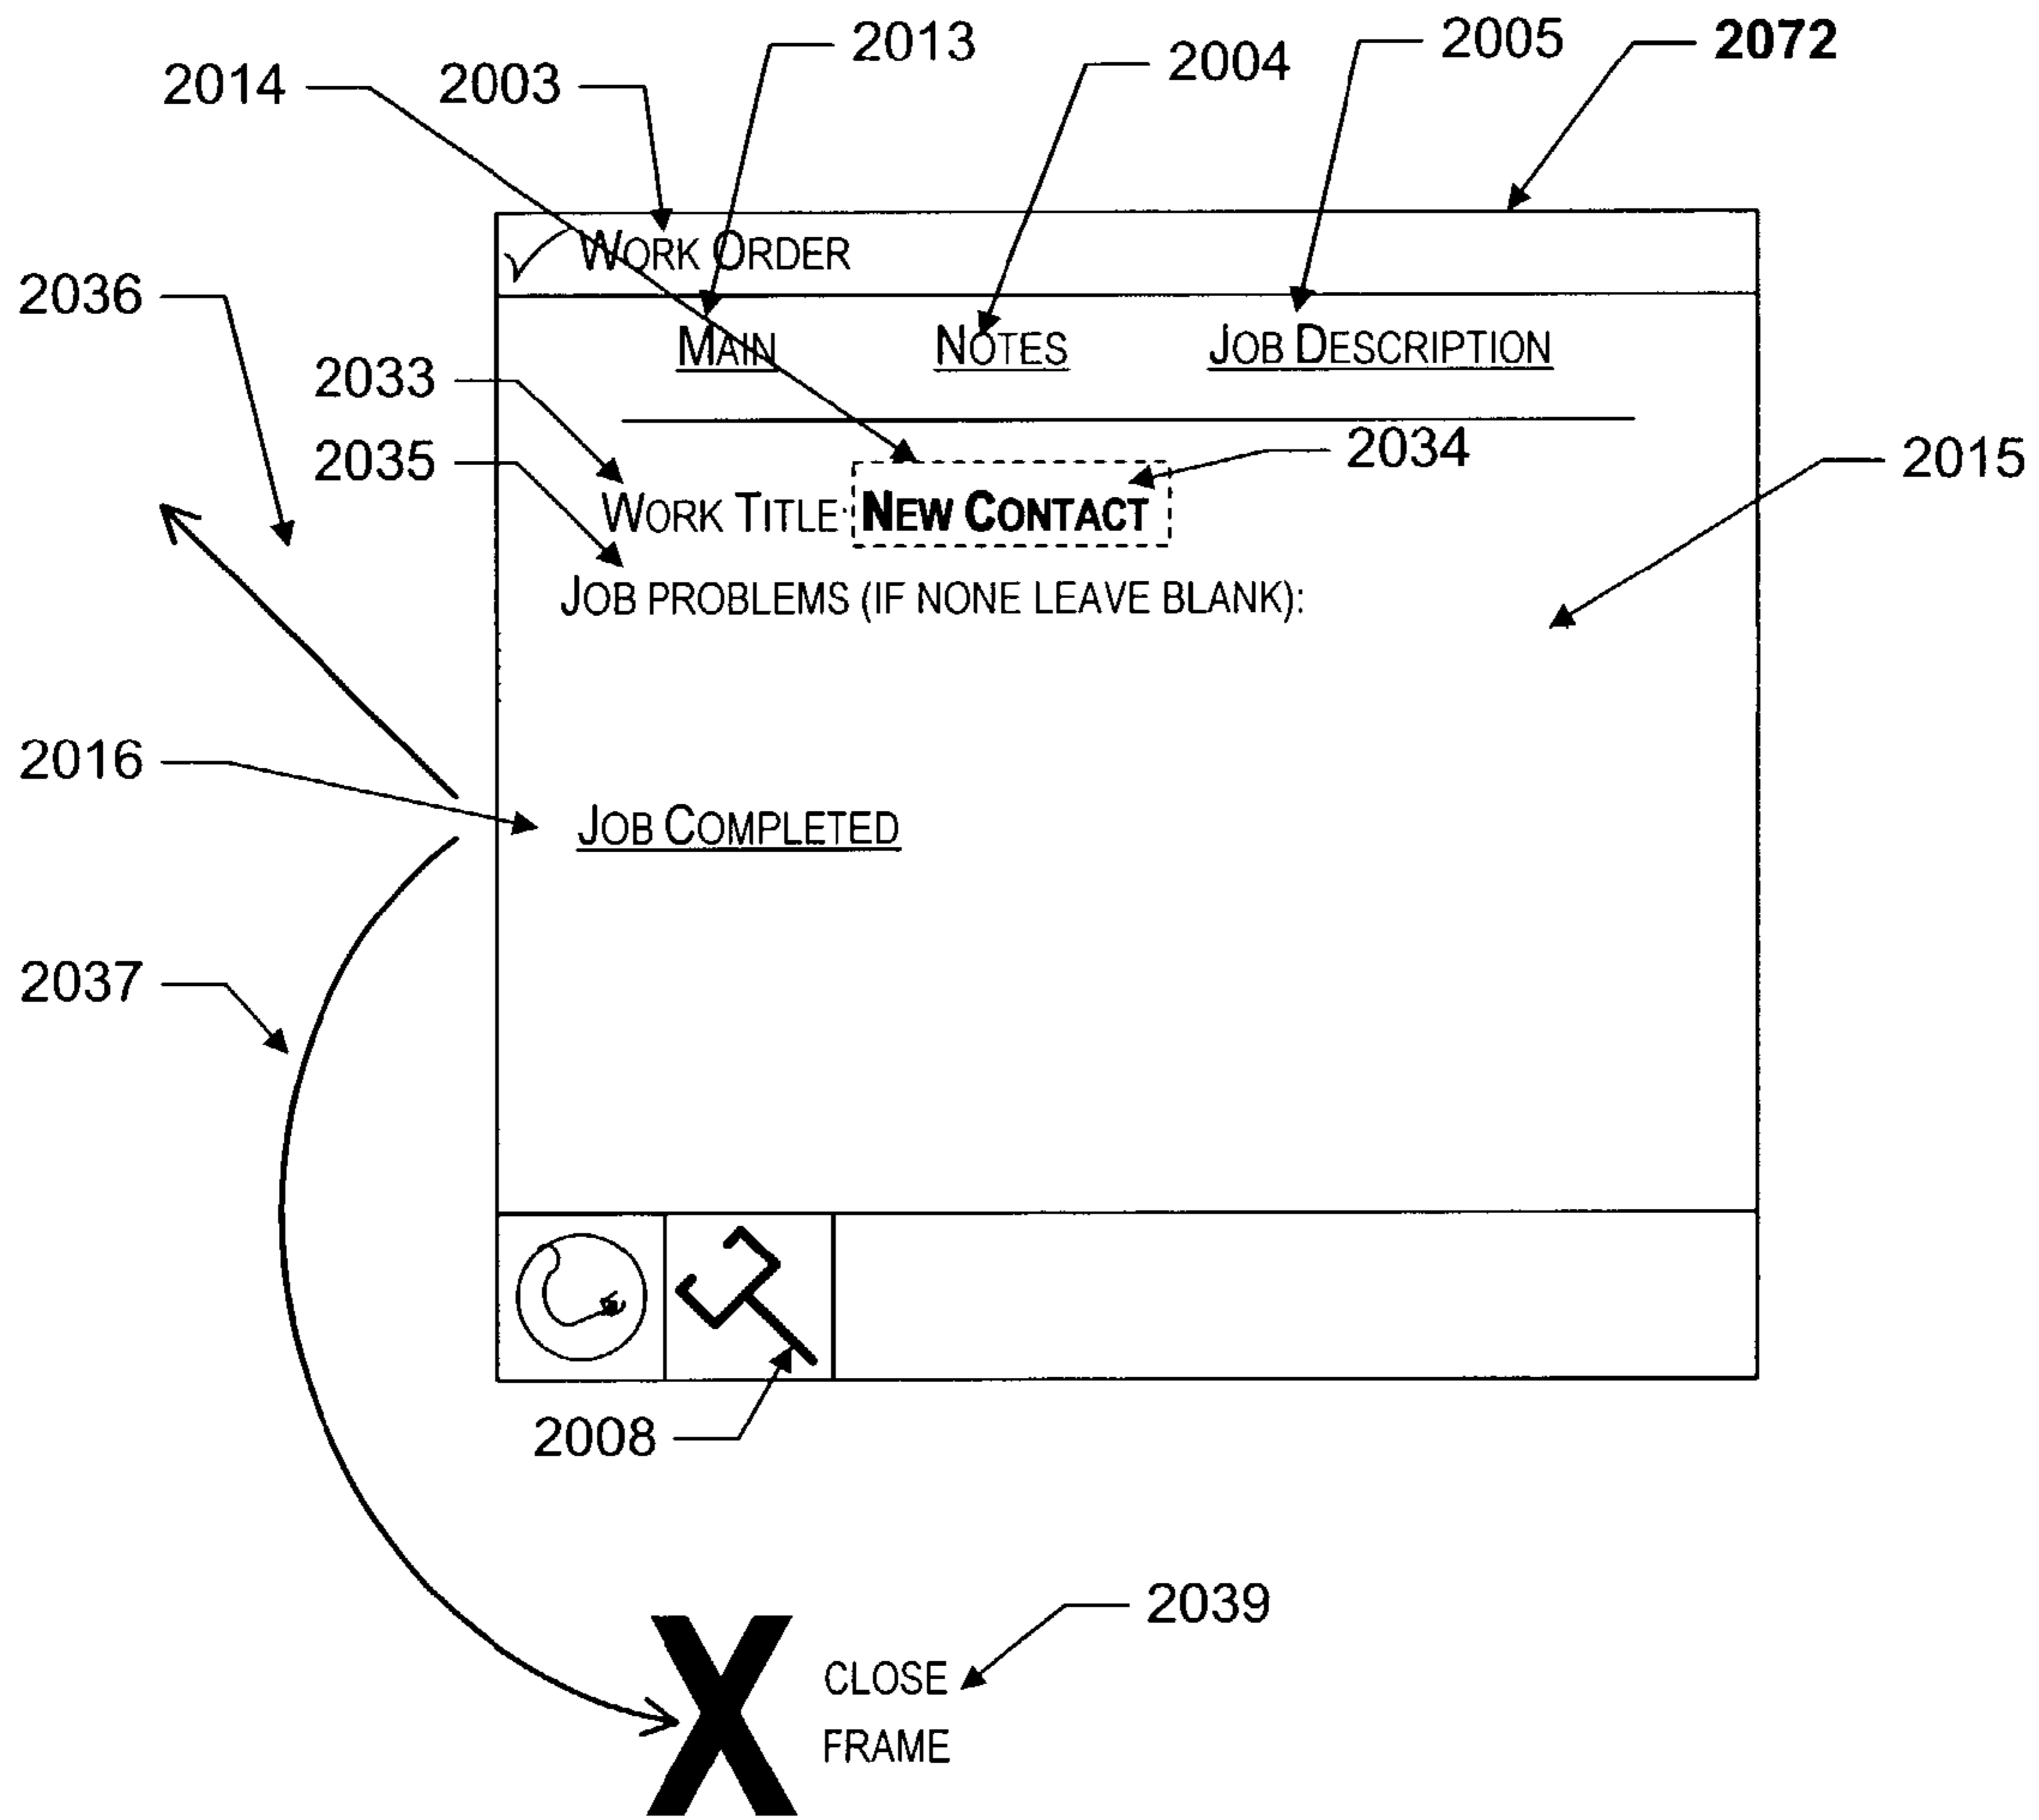 2013
2005
2072
2014
2003
2004
WORK ORDER
2036
MAIN NOTES JOB DESCRIPTION
2033
2035
2034
2015
WORK TITLE: NEW CONTACT
JOB PROBLEMS (IF NONE LEAVE BLANK):
2016
JOB COMPLETED
2037
2008
2039
X CLOSE
FRAME